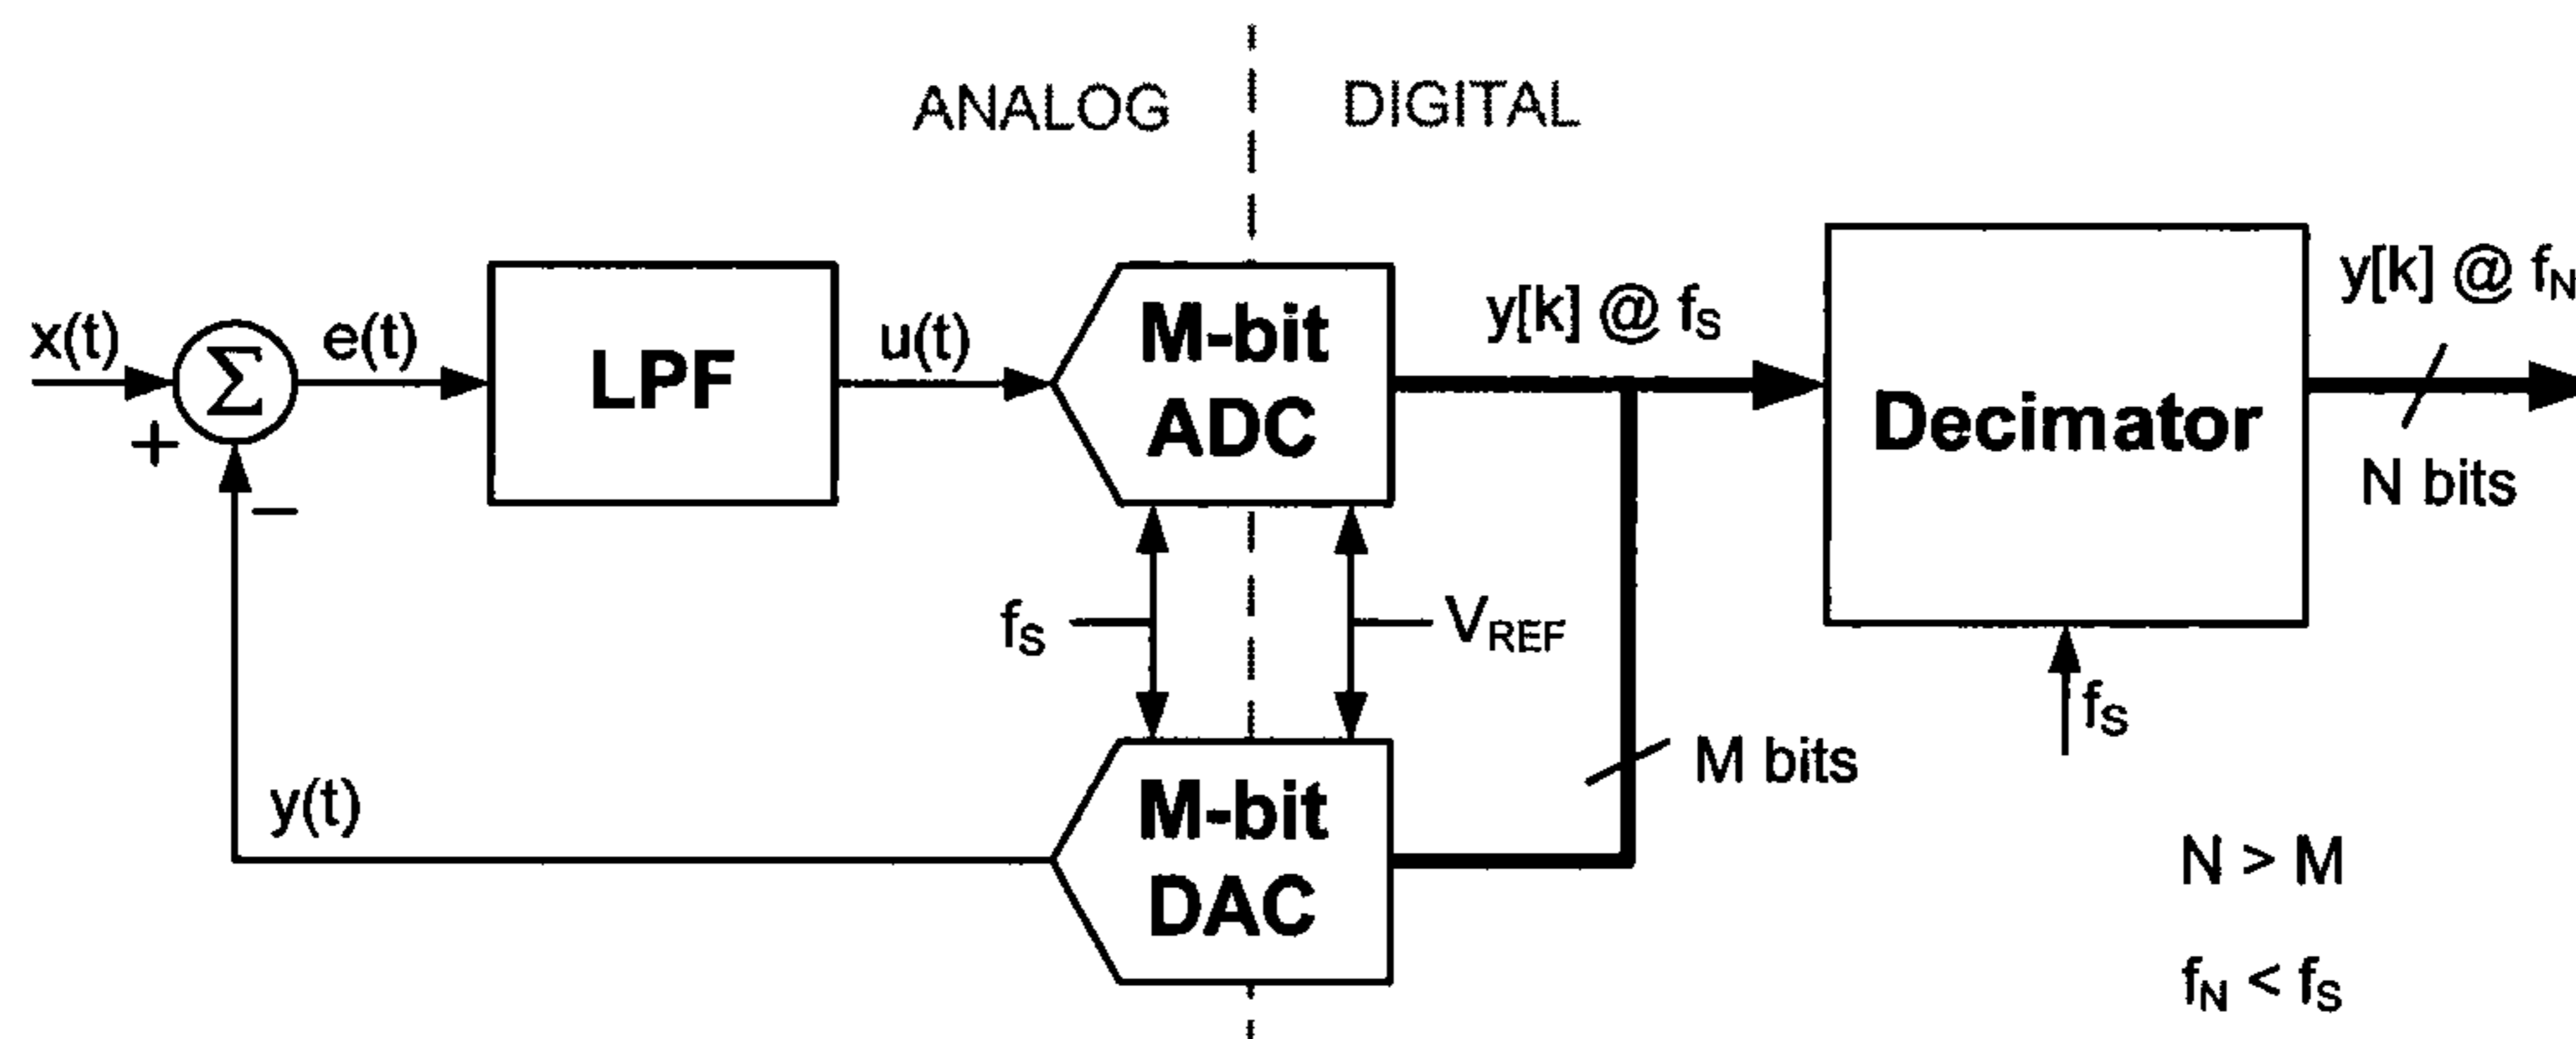 ANALOG
DIGITAL
x(t)
Σ
+
−
e(t)
LPF
u(t)
M-bit
ADC
y[k] @ fS
Decimator
y[k] @ fN
N bits
fS
VREF
fS
M bits
y(t)
M-bit
DAC
N > M
fN < fS